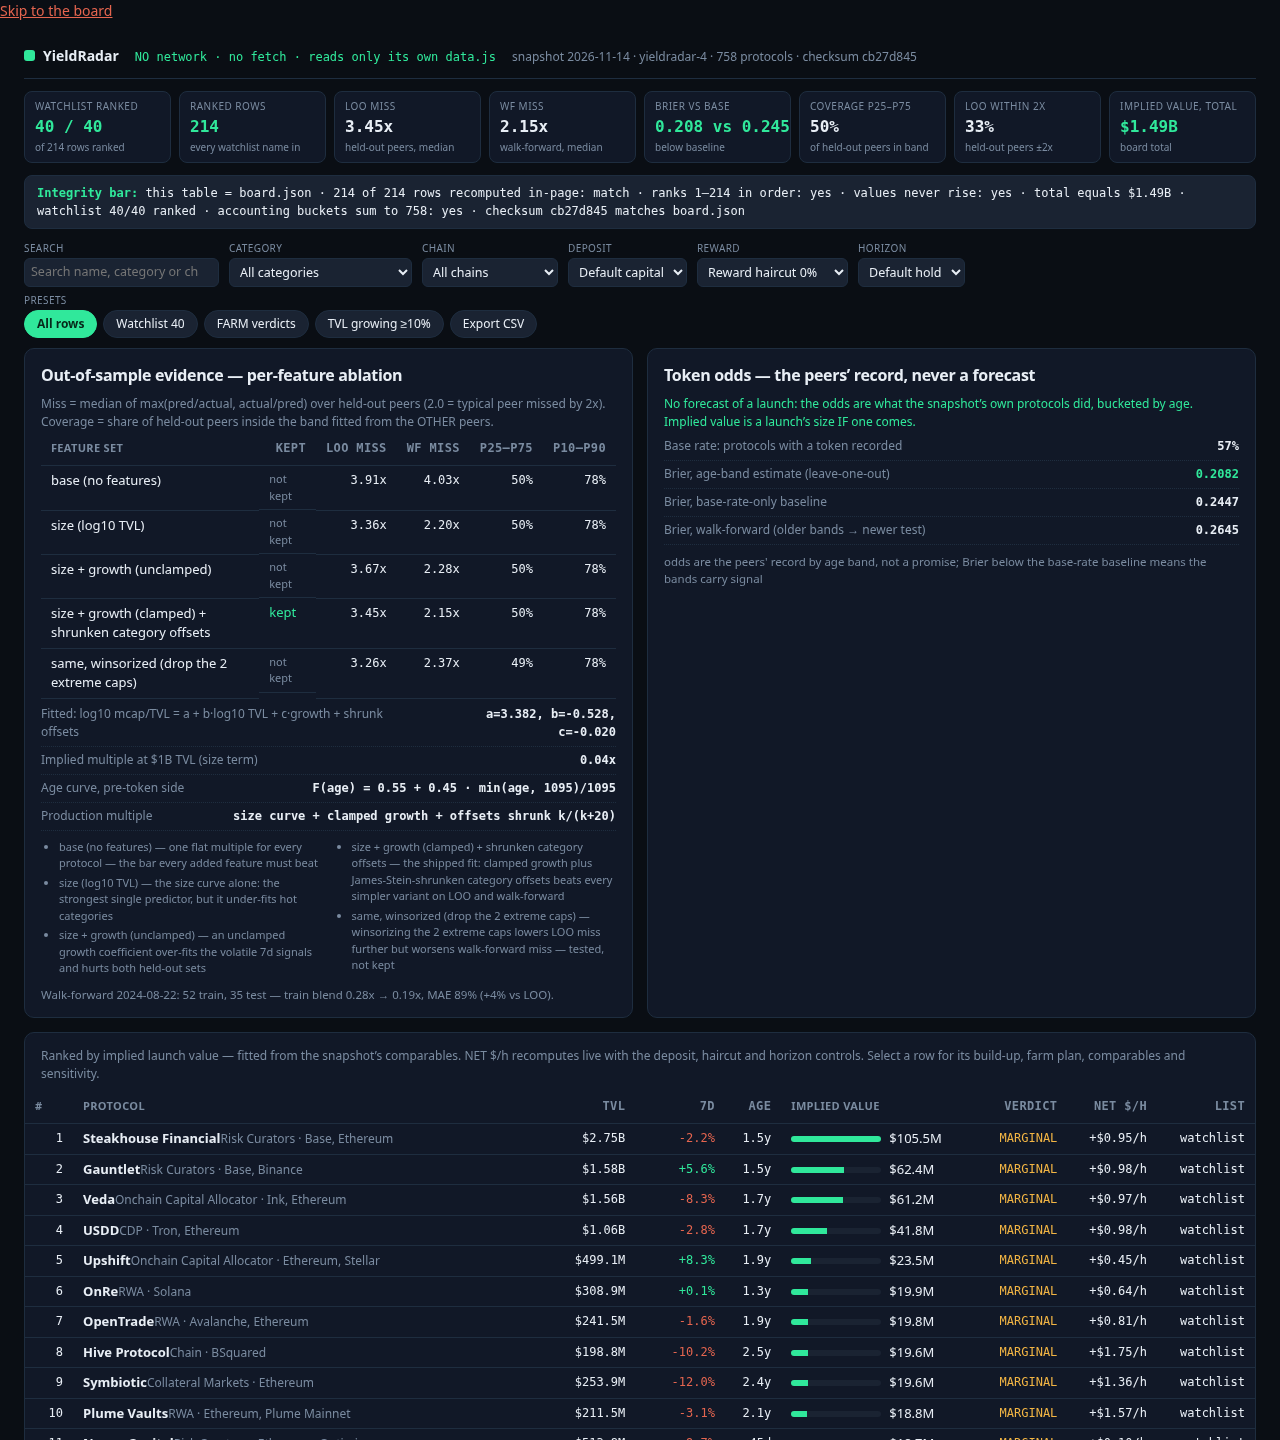 Skip to the board
YieldRadar NO network · no fetch · reads only its own data.js snapshot 2026-11-14 · yieldradar-4 · 758 protocols · checksum cb27d845
WATCHLIST RANKED
40 / 40
of 214 rows ranked
RANKED ROWS
214
every watchlist name in
LOO MISS
3.45x
held-out peers, median
WF MISS
2.15x
walk-forward, median
BRIER VS BASE
0.208 vs 0.245
below baseline
COVERAGE P25–P75
50%
of held-out peers in band
LOO WITHIN 2X
33%
held-out peers ±2x
IMPLIED VALUE, TOTAL
$1.49B
board total
Integrity bar: this table = board.json · 214 of 214 rows recomputed in-page: match · ranks 1–214 in order: yes · values never rise: yes · total equals $1.49B ·
watchlist 40/40 ranked · accounting buckets sum to 758: yes · checksum cb27d845 matches board.json
SEARCH CATEGORY CHAIN DEPOSIT REWARD HORIZON
Search name, category or ch All categories All chains Default capital Reward haircut 0% Default hold
PRESETS
All rows Watchlist 40 FARM verdicts TVL growing ≥10% Export CSV
Out-of-sample evidence — per-feature ablation
Miss = median of max(pred/actual, actual/pred) over held-out peers (2.0 = typical peer missed by 2x).
Coverage = share of held-out peers inside the band fitted from the OTHER peers.
FEATURE SET KEPT LOO MISS WF MISS P25–P75 P10–P90
base (no features) not kept 3.91x 4.03x 50% 78%
size (log10 TVL) not kept 3.36x 2.20x 50% 78%
size + growth (unclamped) not kept 3.67x 2.28x 50% 78%
size + growth (clamped) + kept 3.45x 2.15x 50% 78%
shrunken category offsets
same, winsorized (drop the 2 not kept 3.26x 2.37x 49% 78%
extreme caps)
Fitted: log10 mcap/TVL = a + b·log10 TVL + c·growth + shrunk a=3.382, b=-0.528,
offsets c=-0.020
Implied multiple at $1B TVL (size term) 0.04x
Age curve, pre-token side F(age) = 0.55 + 0.45 · min(age, 1095)/1095
Production multiple size curve + clamped growth + offsets shrunk k/(k+20)
• base (no features) — one flat multiple for every
protocol — the bar every added feature must beat
• size (log10 TVL) — the size curve alone: the
strongest single predictor, but it under-fits hot
categories
• size + growth (unclamped) — an unclamped
growth coefficient over-fits the volatile 7d signals
and hurts both held-out sets
• size + growth (clamped) + shrunken category
offsets — the shipped fit: clamped growth plus
James-Stein-shrunken category offsets beats every
simpler variant on LOO and walk-forward
• same, winsorized (drop the 2 extreme caps) —
winsorizing the 2 extreme caps lowers LOO miss
further but worsens walk-forward miss — tested,
not kept
Walk-forward 2024-08-22: 52 train, 35 test — train blend 0.28x → 0.19x, MAE 89% (+4% vs LOO).
Token odds — the peers’ record, never a forecast
No forecast of a launch: the odds are what the snapshot’s own protocols did, bucketed by age.
Implied value is a launch’s size IF one comes.
Base rate: protocols with a token recorded 57%
Brier, age-band estimate (leave-one-out) 0.2082
Brier, base-rate-only baseline 0.2447
Brier, walk-forward (older bands → newer test) 0.2645
odds are the peers' record by age band, not a promise; Brier below the base-rate baseline means the
bands carry signal
Ranked by implied launch value — fitted from the snapshot’s comparables. NET $/h recomputes live with the deposit, haircut and horizon controls. Select a row for its build-up, farm plan, comparables and
sensitivity.
# PROTOCOL TVL 7D AGE IMPLIED VALUE VERDICT NET $/H LIST
1 Steakhouse FinancialRisk Curators · Base, Ethereum $2.75B -2.2% 1.5y $105.5M MARGINAL +$0.95/h watchlist
2 GauntletRisk Curators · Base, Binance $1.58B +5.6% 1.5y $62.4M MARGINAL +$0.98/h watchlist
3 VedaOnchain Capital Allocator · Ink, Ethereum $1.56B -8.3% 1.7y $61.2M MARGINAL +$0.97/h watchlist
4 USDDCDP · Tron, Ethereum $1.06B -2.8% 1.7y $41.8M MARGINAL +$0.98/h watchlist
5 UpshiftOnchain Capital Allocator · Ethereum, Stellar $499.1M +8.3% 1.9y $23.5M MARGINAL +$0.45/h watchlist
6 OnReRWA · Solana $308.9M +0.1% 1.3y $19.9M MARGINAL +$0.64/h watchlist
7 OpenTradeRWA · Avalanche, Ethereum $241.5M -1.6% 1.9y $19.8M MARGINAL +$0.81/h watchlist
8 Hive ProtocolChain · BSquared $198.8M -10.2% 2.5y $19.6M MARGINAL +$1.75/h watchlist
9 SymbioticCollateral Markets · Ethereum $253.9M -12.0% 2.4y $19.6M MARGINAL +$1.36/h watchlist
10 Plume VaultsRWA · Ethereum, Plume Mainnet $211.5M -3.1% 2.1y $18.8M MARGINAL +$1.57/h watchlist